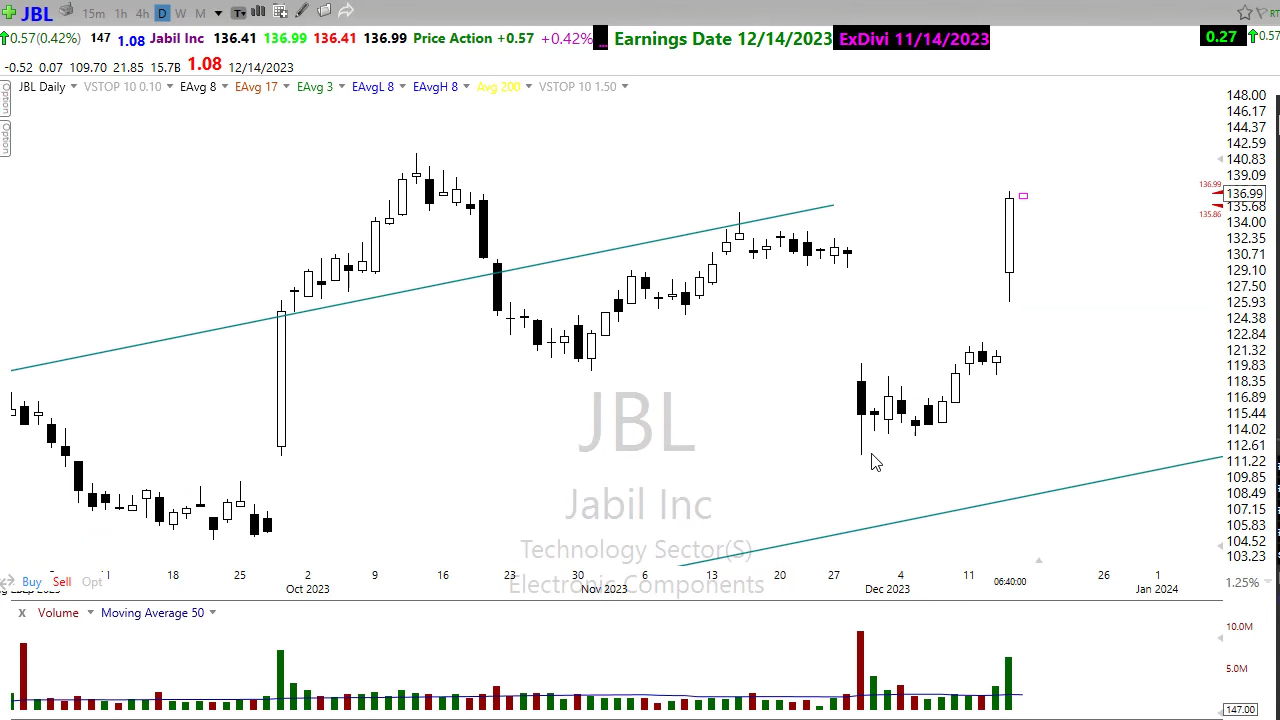 JBL 15m 1h 4h D W M T RT
0.57(0.42%) 147 1.08 Jabil Inc 136.41 136.99 136.41 136.99 Price Action +0.57 +0.42% ... Earnings Date 12/14/2023 ExDivi 11/14/2023 0.27 0.57
-0.52 0.07 109.70 21.85 15.7B 1.08 12/14/2023
JBL Daily VSTOP 10 0.10 EAvg 8 EAvg 17 EAvg 3 EAvgL 8 EAvgH 8 Avg 200 VSTOP 10 1.50
Option
Option
148.00
146.17
144.37
142.59
140.83
139.09
136.99
136.99
135.68
135.86
134.00
132.35
130.71
129.10
127.50
125.93
124.38
122.84
121.32
119.83
118.35
116.89
115.44
114.02
112.61
111.22
109.85
108.49
107.15
105.83
104.52
103.23
JBL
Jabil Inc
Technology Sector(S)
Electronic Components
18 25 2 9 16 23 30 6 13 20 27 4 11 26 1
Buy Sell Opt Oct 2023 Nov 2023 Dec 2023 06:40:00 Jan 2024 1.25%
X Volume Moving Average 50
10.0M
5.0M
147.00